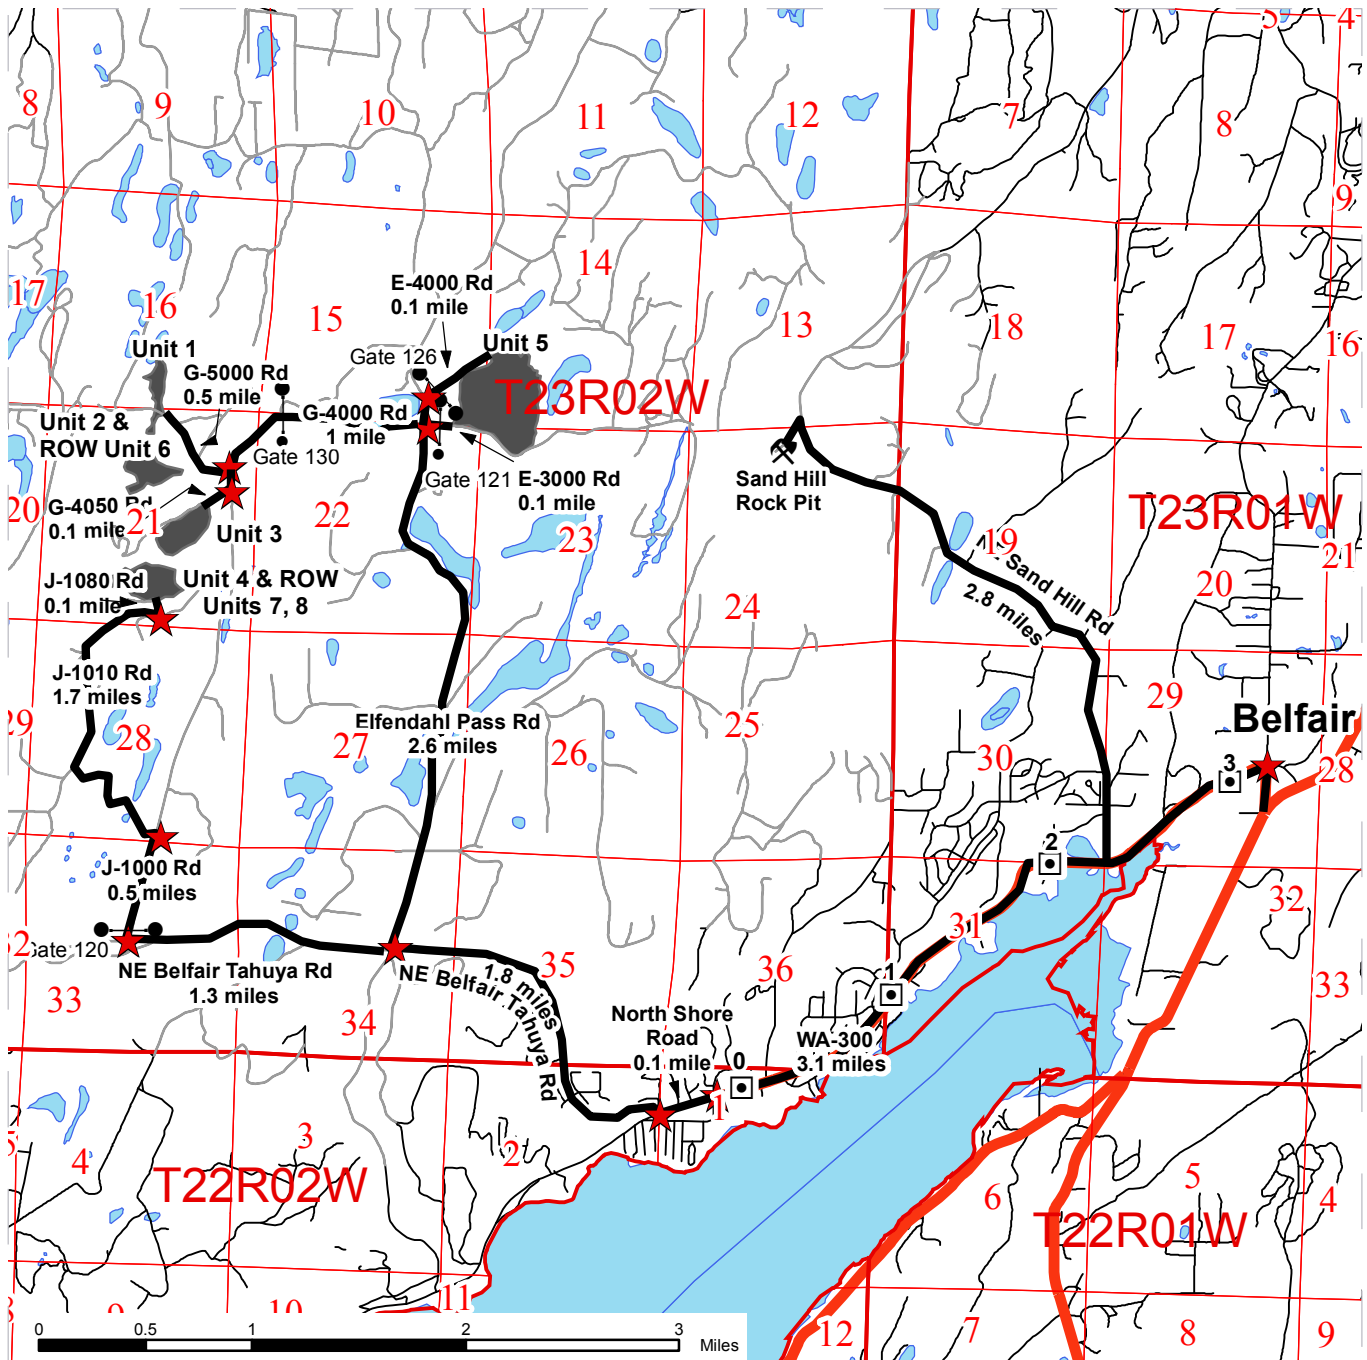 5
4
8
9
10
11
12
7
8
9
17
16
15
14
13
18
17
16
E-4000 Rd
0.1 mile
Unit 1
Gate 126
Unit 5
G-5000 Rd
0.5 mile
T23R02W
Unit 2 &
ROW Unit 6
G-4000 Rd
1 mile
Gate 130
Gate 121
E-3000 Rd
0.1 mile
Sand Hill
Rock Pit
T23R01W
20
G-4050 Rd
0.1 mile
21
22
Unit 3
23
19
21
20
J-1080 Rd
0.1 mile
Unit 4 & ROW
Units 7, 8
24
Sand Hill Rd
2.8 miles
J-1010 Rd
1.7 miles
29
28
27
Elfendahl Pass Rd
2.6 miles
26
25
30
29
Belfair
28
3
2
J-1000 Rd
0.5 miles
32
31
32
Gate 120
NE Belfair Tahuya Rd
1.3 miles
NE Belfair Tahuya Rd
1.8 miles
35
36
1
33
34
33
North Shore
Road
0.1 mile
0
WA-300
3.1 miles
1
5
4
3
2
T22R02W
6
5
4
T22R01W
11
8
9
10
12
7
8
9
0
0.5
1
2
3
Miles